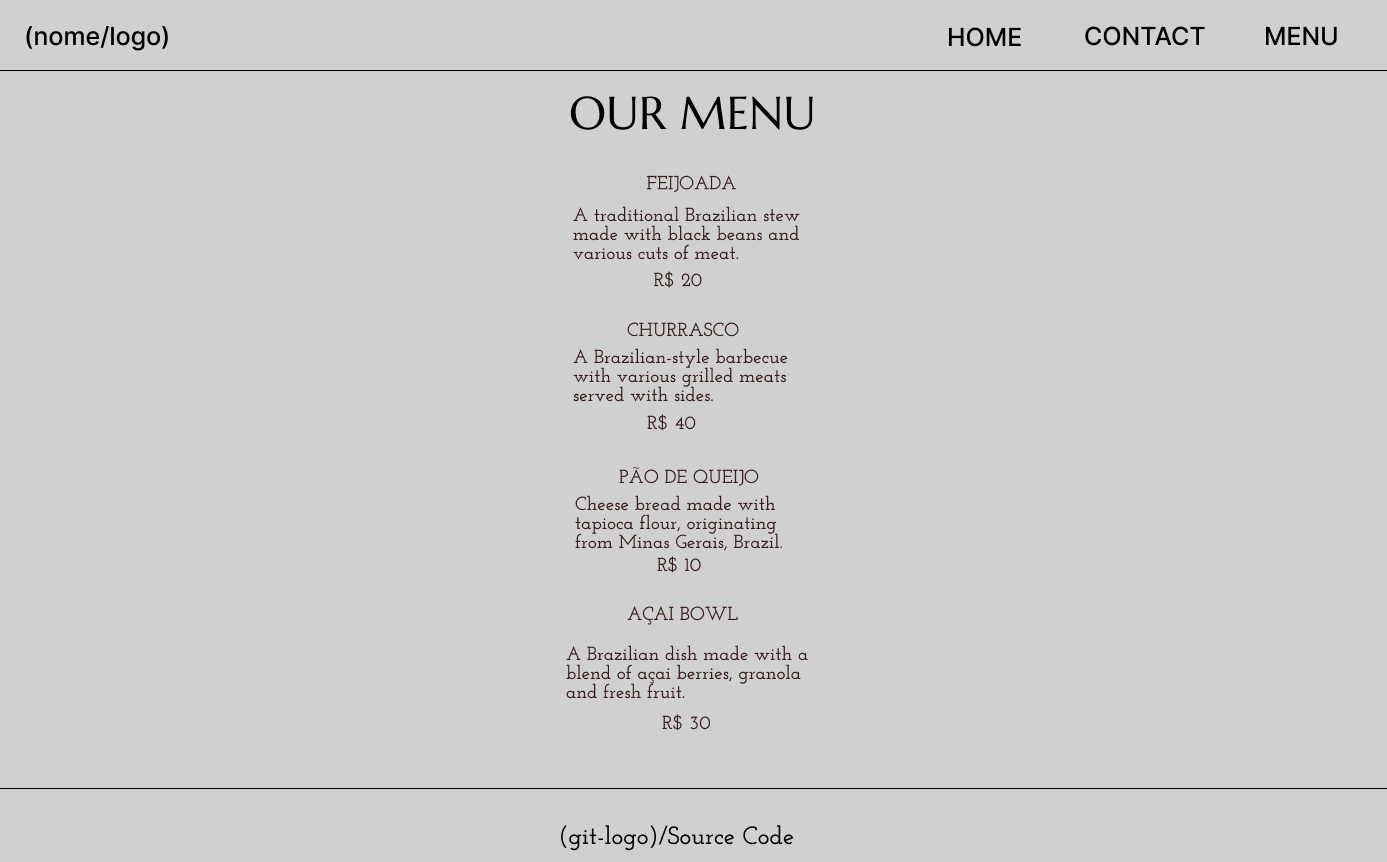 (nome/logo)
HOME
CONTACT
MENU
OUR MENU
FEIJOADA
A traditional Brazilian stew
made with black beans and
various cuts of meat.
R$ 20
CHURRASCO
A Brazilian-style barbecue
with various grilled meats
served with sides.
R$ 40
PÃO DE QUEIJO
Cheese bread made with
tapioca flour, originating
from Minas Gerais, Brazil.
R$ 10
AÇAI BOWL
A Brazilian dish made with a
blend of açai berries, granola
and fresh fruit.
R$ 30
(git-logo)/Source Code